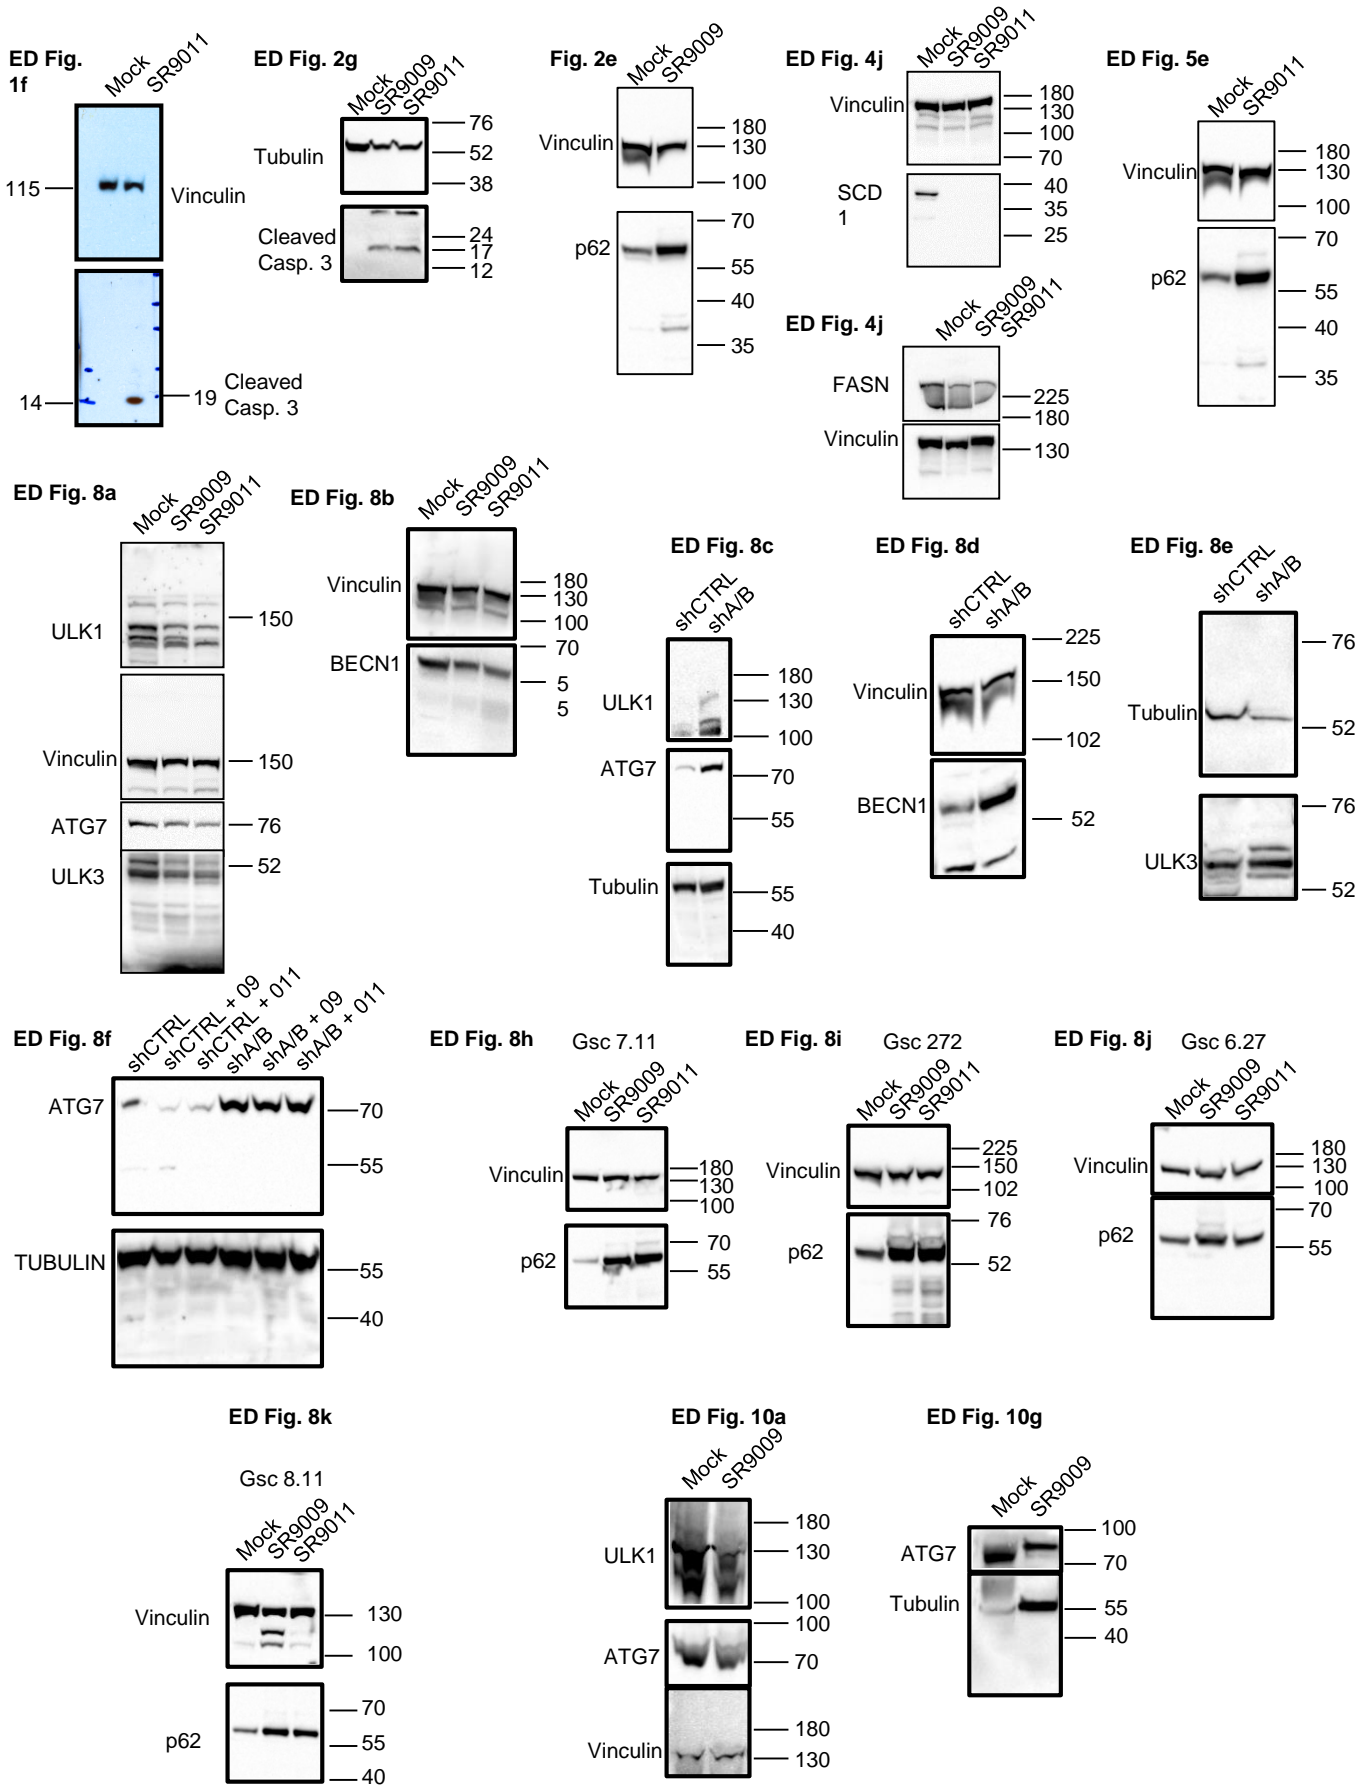 ED Fig.
1f
Mock
SR9011
115
Vinculin
14
19
Cleaved
Casp. 3
ED Fig. 2g
Mock
SR9009
SR9011
Tubulin
76
52
38
Cleaved
Casp. 3
24
17
12
Fig. 2e
Mock
SR9009
Vinculin
180
130
100
p62
70
55
40
35
ED Fig. 4j
Mock
SR9009
SR9011
Vinculin
180
130
100
70
SCD
1
40
35
25
ED Fig. 4j
Mock
SR9009
SR9011
FASN
225
180
Vinculin
130
ED Fig. 5e
Mock
SR9011
Vinculin
180
130
100
p62
70
55
40
35
ED Fig. 8a
Mock
SR9009
SR9011
ULK1
150
Vinculin
150
ATG7
76
ULK3
52
ED Fig. 8b
Mock
SR9009
SR9011
Vinculin
180
130
100
BECN1
70
5
5
ED Fig. 8c
shCTRL
shA/B
ULK1
180
130
100
ATG7
70
55
Tubulin
55
40
ED Fig. 8d
shCTRL
shA/B
Vinculin
225
150
102
BECN1
52
ED Fig. 8e
shCTRL
shA/B
Tubulin
76
52
ULK3
76
52
ED Fig. 8f
shCTRL
shCTRL + 09
shCTRL + 011
shA/B
shA/B + 09
shA/B + 011
ATG7
70
55
TUBULIN
55
40
ED Fig. 8h
Gsc 7.11
Mock
SR9009
SR9011
Vinculin
180
130
100
p62
70
55
ED Fig. 8i
Gsc 272
Mock
SR9009
SR9011
Vinculin
225
150
102
p62
76
52
ED Fig. 8j
Gsc 6.27
Mock
SR9009
SR9011
Vinculin
180
130
100
p62
70
55
ED Fig. 8k
Gsc 8.11
Mock
SR9009
SR9011
Vinculin
130
100
p62
70
55
40
ED Fig. 10a
Mock
SR9009
ULK1
180
130
100
ATG7
100
70
Vinculin
180
130
ED Fig. 10g
Mock
SR9009
ATG7
100
70
Tubulin
55
40